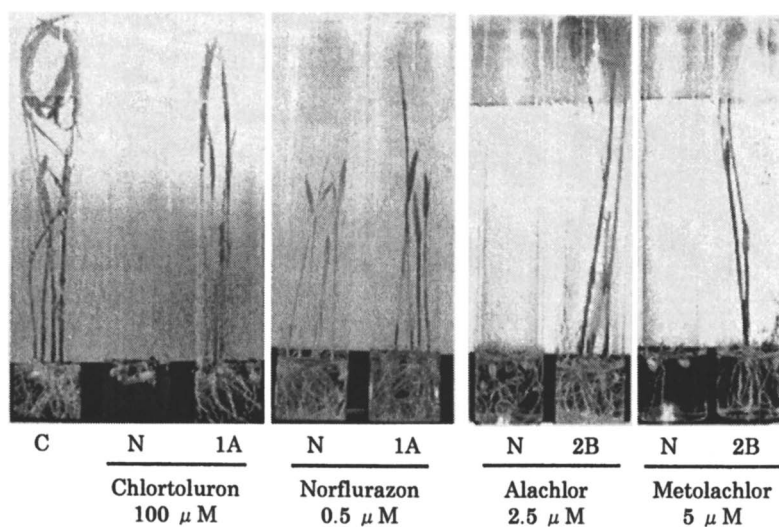 C N 1A N 1A N 2B N 2B
Chlortoluron Norflurazon Alachlor Metolachlor
100 μM 0.5 μM 2.5 μM 5 μM